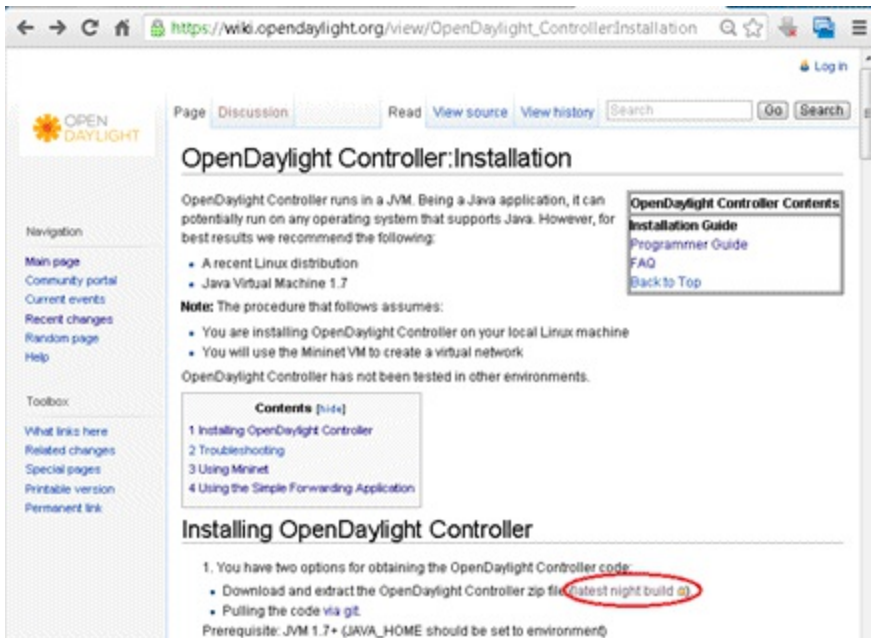 https://wiki.opendaylight.org/view/OpenDaylight_Controller:Installation
Log in
OPEN
DAYLIGHT
Page Discussion Read View source View history Search Go Search
OpenDaylight Controller:Installation
OpenDaylight Controller runs in a JVM. Being a Java application, it can
potentially run on any operating system that supports Java. However, for
best results we recommend the following:
A recent Linux distribution
Java Virtual Machine 1.7
OpenDaylight Controller Contents
Installation Guide
Programmer Guide
FAQ
Back to Top
Note: The procedure that follows assumes:
You are installing OpenDaylight Controller on your local Linux machine
You will use the Mininet VM to create a virtual network
OpenDaylight Controller has not been tested in other environments.
Navigation
Main page
Community portal
Current events
Recent changes
Random page
Help
Toolbox
What links here
Related changes
Special pages
Printable version
Permanent link
Contents [hide]
1 Installing OpenDaylight Controller
2 Troubleshooting
3 Using Mininet
4 Using the Simple Forwarding Application
Installing OpenDaylight Controller
1. You have two options for obtaining the OpenDaylight Controller code:
Download and extract the OpenDaylight Controller zip file (latest night build)
Pulling the code via git.
Prerequisite: JVM 1.7+ (JAVA_HOME should be set to environment)